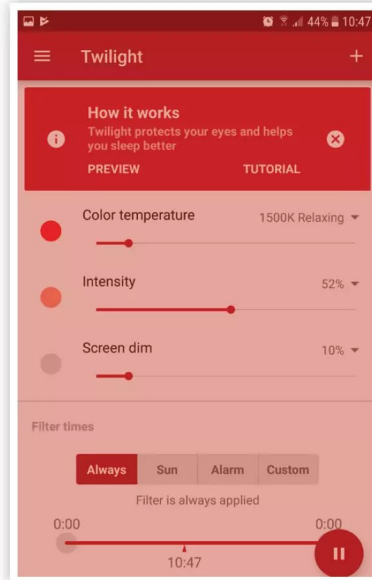 44% 10:47
Twilight
How it works
Twilight protects your eyes and helps
you sleep better
PREVIEW TUTORIAL
Color temperature 1500K Relaxing
Intensity 52%
Screen dim 10%
Filter times
Always Sun Alarm Custom
Filter is always applied
0:00 0:00
10:47